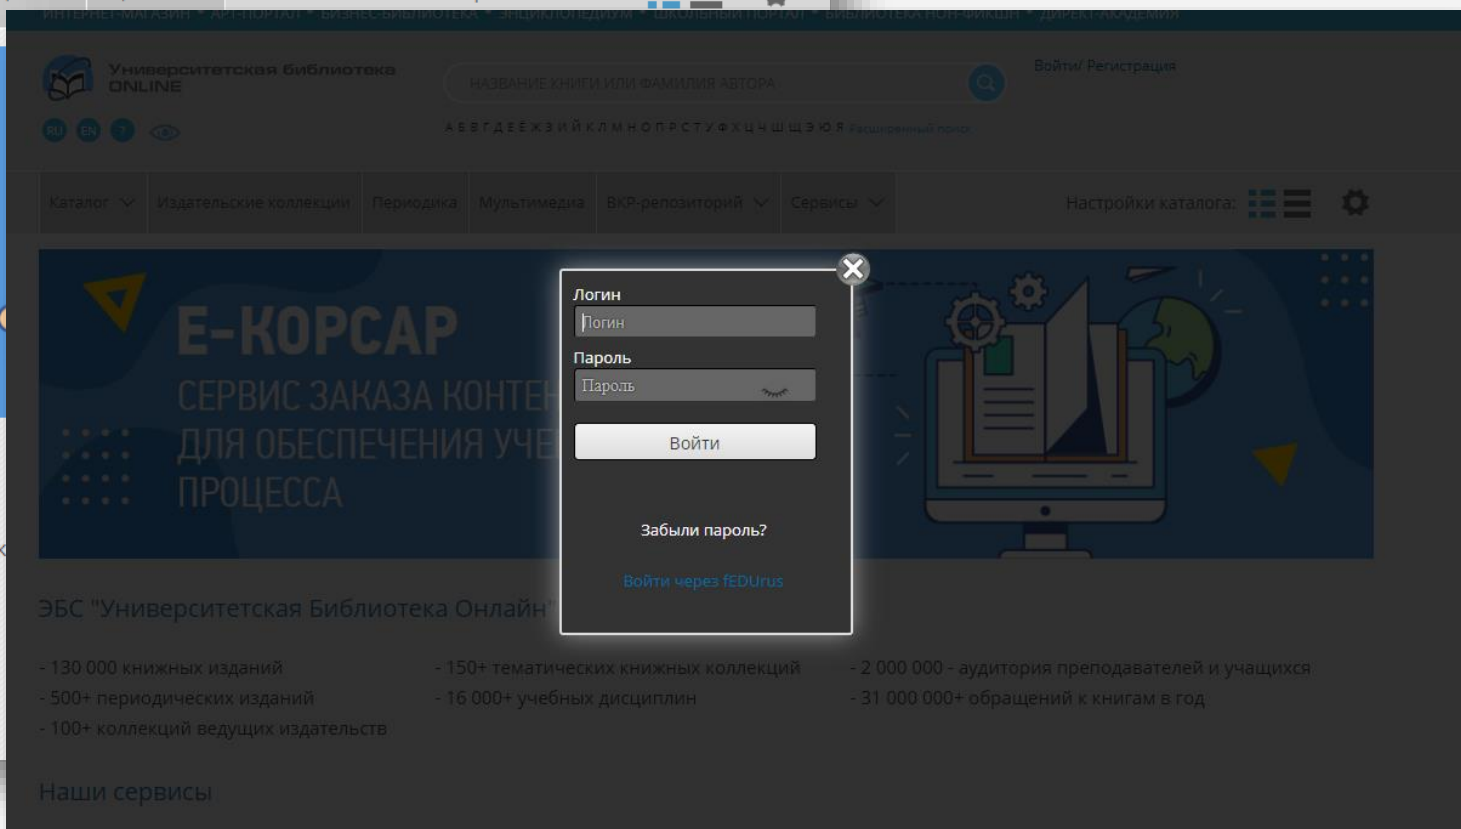 ИНТЕРНЕТ-МАГАЗИН • АРТ-ПОРТАЛ • БИЗНЕС-БИБЛИОТЕКА • ЭНЦИКЛОПЕДИУМ • ШКОЛЬНЫЙ ПОРТАЛ • БИБЛИОТЕКА НОН-ФИКШН • ДИРЕКТ-АКАДЕМИЯ
Университетская библиотека
ONLINE
НАЗВАНИЕ КНИГИ ИЛИ ФАМИЛИЯ АВТОРА
Войти/ Регистрация
RU EN ?
А Б В Г Д Е Ё Ж З И Й К Л М Н О П Р С Т У Ф Х Ц Ч Ш Щ Э Ю Я Расширенный поиск
Каталог Издательские коллекции Периодика Мультимедиа ВКР-репозиторий Сервисы Настройки каталога:
Е-КОРСАР
СЕРВИС ЗАКАЗА
ДЛЯ ОБЕСПЕЧЕНИЯ
ПРОЦЕССА
Логин
Логин
Пароль
Пароль
Войти
Забыли пароль?
Войти через fEDUrus
ЭБС "Университетская Библиотека Онлайн"
- 130 000 книжных изданий - 150+ тематических книжных коллекций - 2 000 000 - аудитория преподавателей и учащихся
- 500+ периодических изданий - 16 000+ учебных дисциплин - 31 000 000+ обращений к книгам в год
- 100+ коллекций ведущих издательств
Наши сервисы